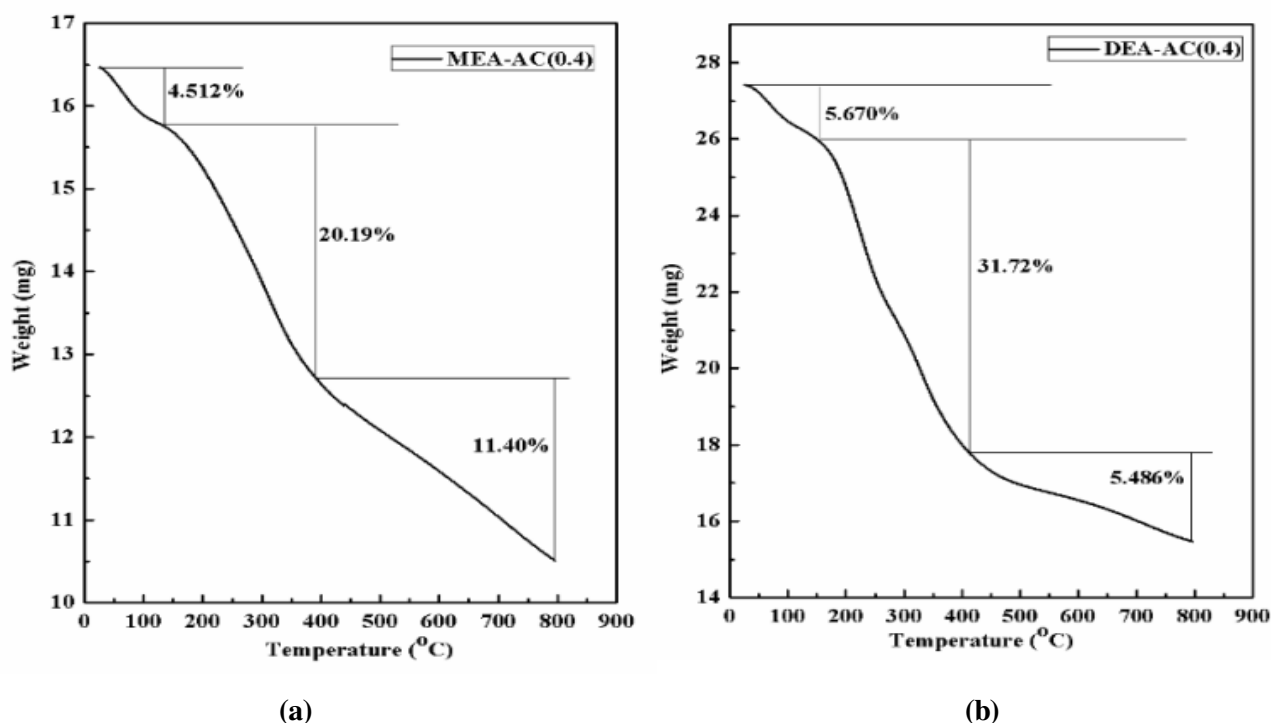 17
16
15
14
13
12
11
10
Weight (mg)
MEA-AC(0.4)
4.512%
20.19%
11.40%
0 100 200 300 400 500 600 700 800 900
Temperature (°C)
(a)
28
26
24
22
20
18
16
14
Weight (mg)
DEA-AC(0.4)
5.670%
31.72%
5.486%
0 100 200 300 400 500 600 700 800 900
Temperature (°C)
(b)